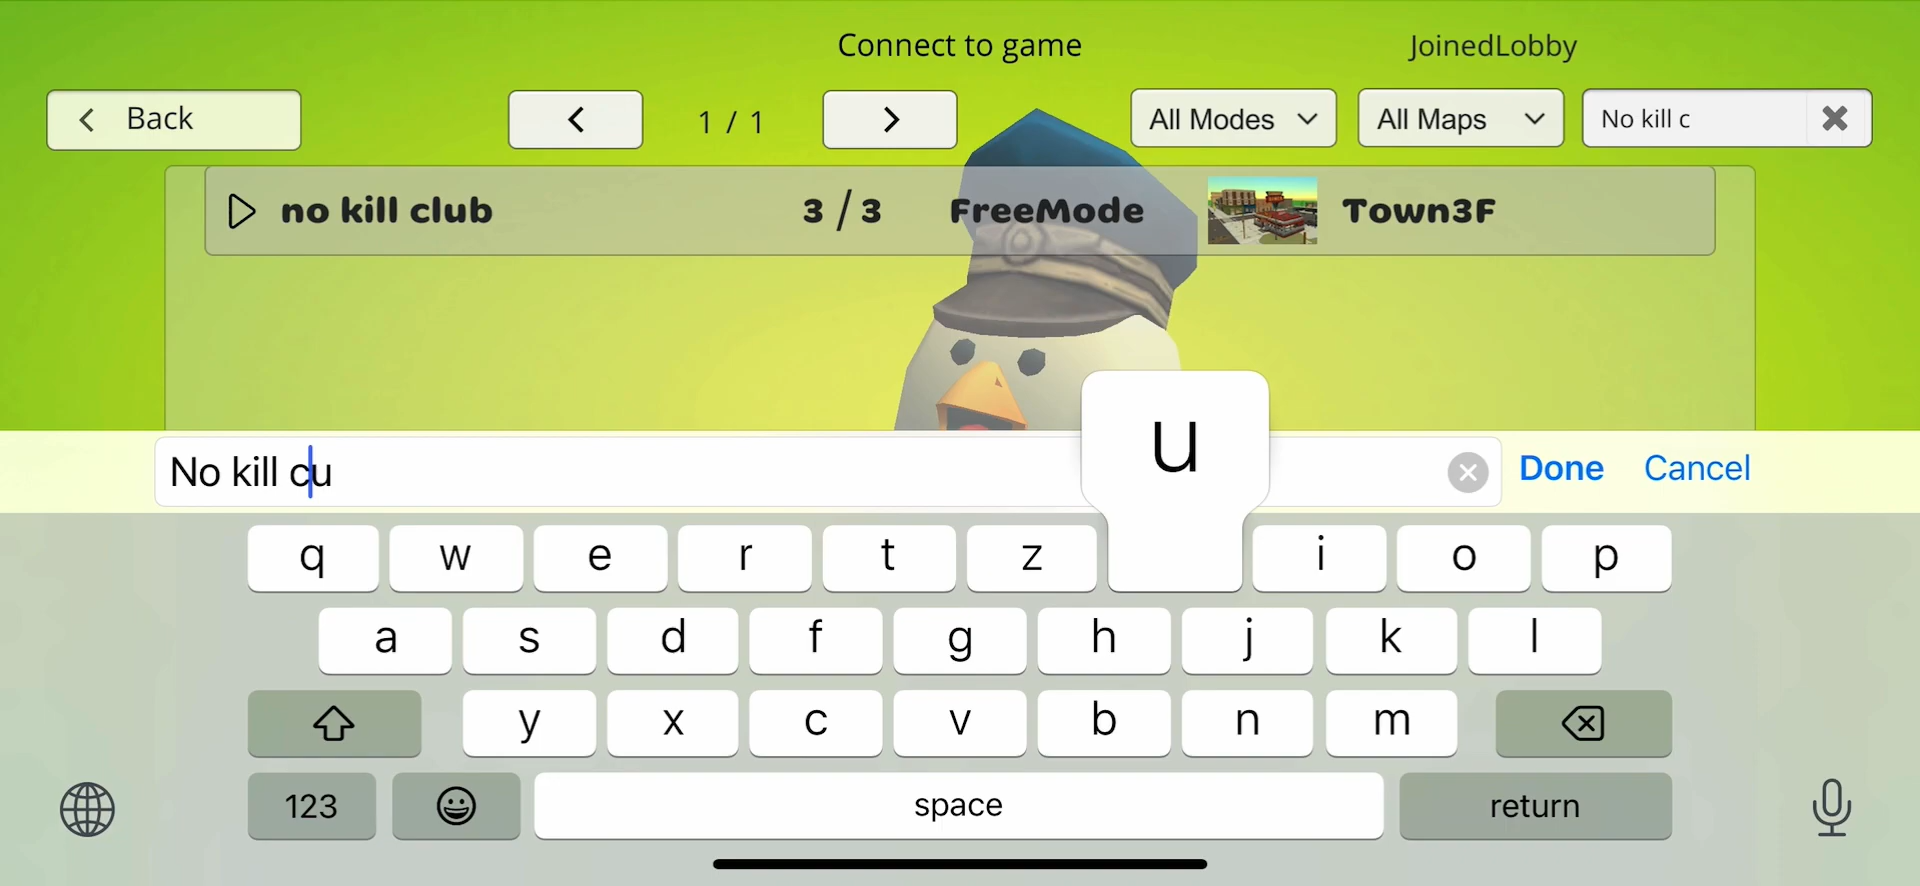 Connect to game
JoinedLobby
Back
1 / 1
All Modes
All Maps
No kill c
no kill club 3 / 3 FreeMode Town3F
No kill cu
Done
Cancel
u
q w e r t z i o p
a s d f g h j k l
y x c v b n m
123
space
return